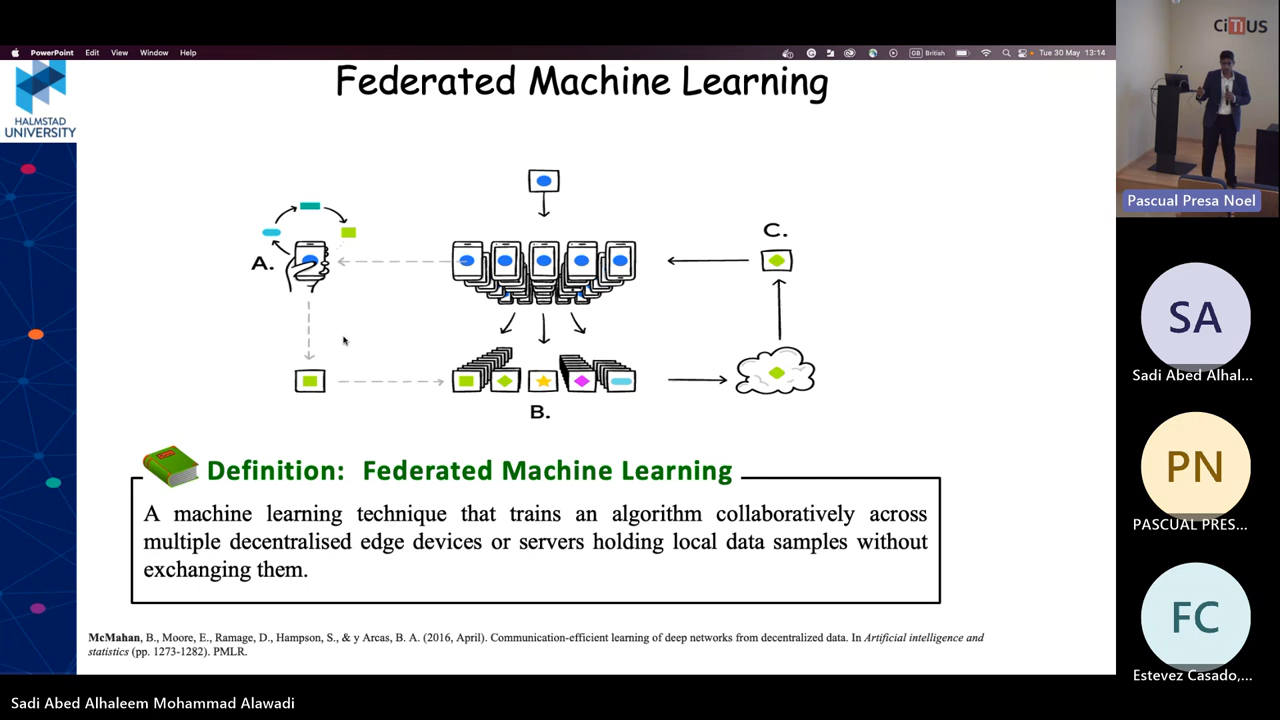 PowerPoint Edit View Window Help
British Tue 30 May 13:14
CiTIUS
HALMSTAD
UNIVERSITY
Federated Machine Learning
A.
B.
C.
Definition: Federated Machine Learning
A machine learning technique that trains an algorithm collaboratively across
multiple decentralised edge devices or servers holding local data samples without
exchanging them.
McMahan, B., Moore, E., Ramage, D., Hampson, S., & y Arcas, B. A. (2016, April). Communication-efficient learning of deep networks from decentralized data. In Artificial intelligence and
statistics (pp. 1273-1282). PMLR.
Pascual Presa Noel
SA
Sadi Abed Alhal...
PN
PASCUAL PRES...
FC
Estevez Casado,...
Sadi Abed Alhaleem Mohammad Alawadi